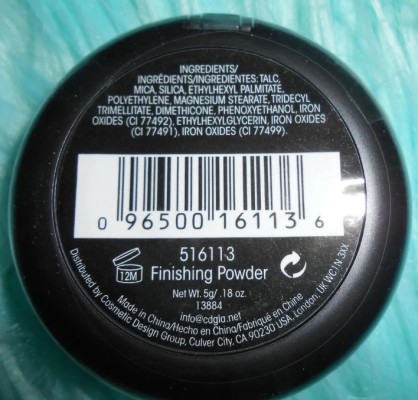 INGREDIENTS/
INGRÉDIENTS/INGREDIENTES: TALC,
MICA, SILICA, ETHYLHEXYL PALMITATE,
POLYETHYLENE, MAGNESIUM STEARATE, TRIDECYL
TRIMELLITATE, DIMETHICONE, PHENOXYETHANOL, IRON
OXIDES (CI 77492), ETHYLHEXYLGLYCERIN, IRON OXIDES
(CI 77491), IRON OXIDES (CI 77499).
0 96500 16113 6
516113
12M Finishing Powder
Net Wt. 5g/ .18 oz.
13884
info@cdgla.net
Made in China/Hecho en China/Fabriqué en Chine
Distributed by Cosmetic Design Group, Culver City, CA 90230 USA, London, UK WC1N 3XX